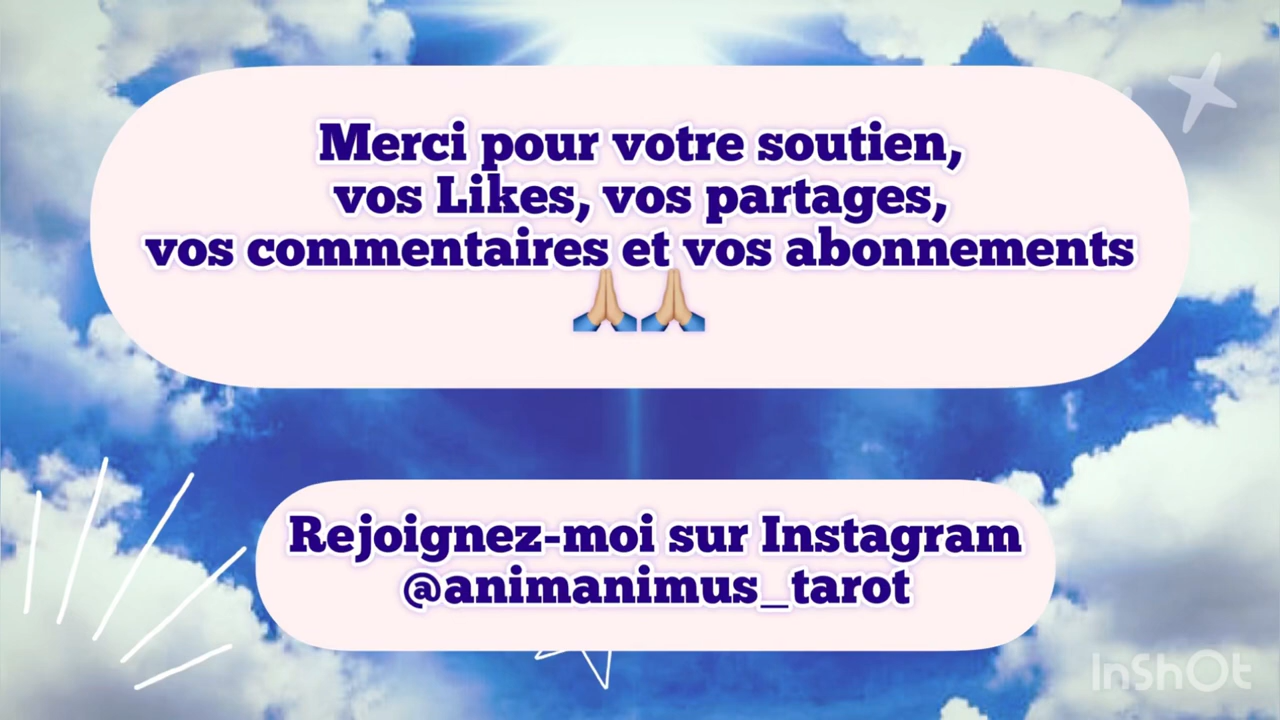 Merci pour votre soutien,
vos Likes, vos partages,
vos commentaires et vos abonnements
🙏🏼🙏🏼
Rejoignez-moi sur Instagram
@animanimus_tarot
InShOt